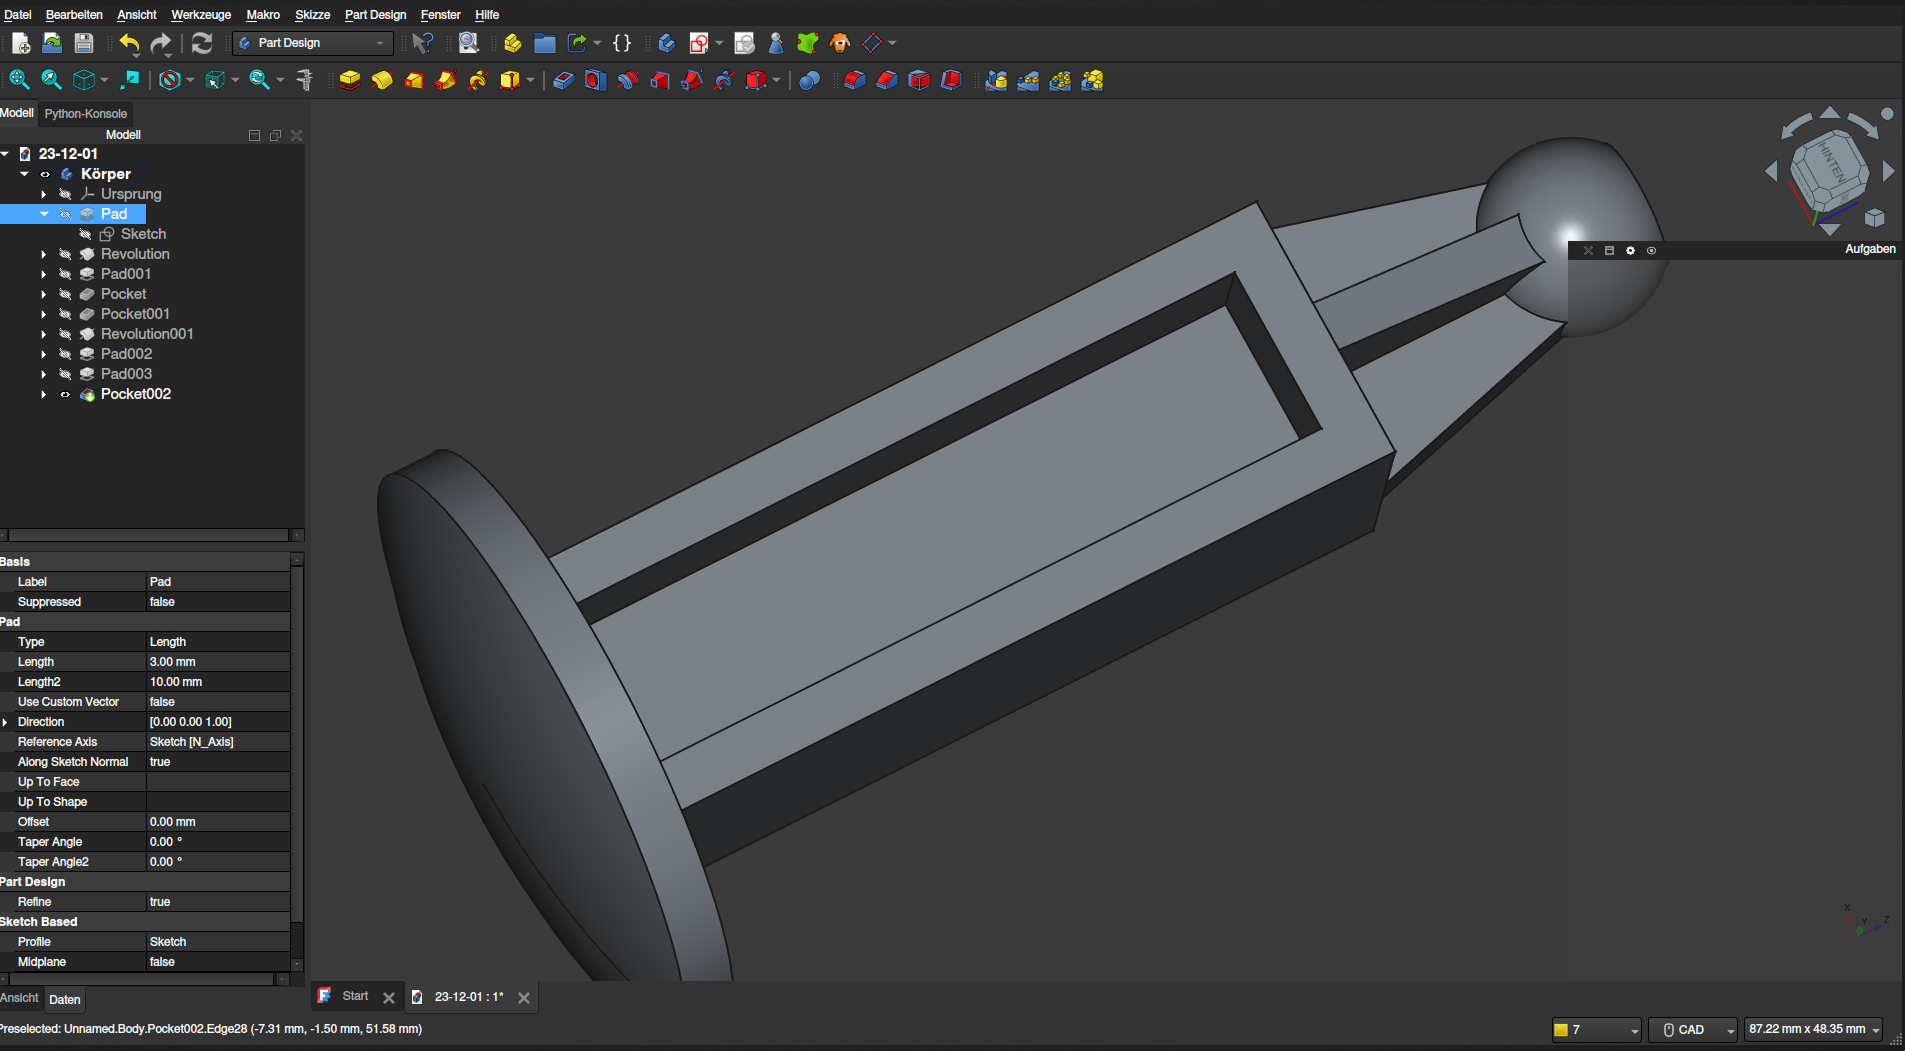 Datei Bearbeiten Ansicht Werkzeuge Makro Skizze Part Design Fenster Hilfe
Part Design
Modell Python-Konsole
Modell
23-12-01
Körper
Ursprung
Pad
Sketch
Revolution
Pad001
Pocket
Pocket001
Revolution001
Pad002
Pad003
Pocket002
HINTEN
Aufgaben
Basis
Label Pad
Suppressed false
Pad
Type Length
Length 3.00 mm
Length2 10.00 mm
Use Custom Vector false
Direction [0.00 0.00 1.00]
Reference Axis Sketch [N_Axis]
Along Sketch Normal true
Up To Face
Up To Shape
Offset 0.00 mm
Taper Angle 0.00 °
Taper Angle2 0.00 °
Part Design
Refine true
Sketch Based
Profile Sketch
Midplane false
X
Y Z
Ansicht Daten
Start 23-12-01 : 1*
Preselected: Unnamed.Body.Pocket002.Edge28 (-7.31 mm, -1.50 mm, 51.58 mm)
7 CAD 87.22 mm x 48.35 mm